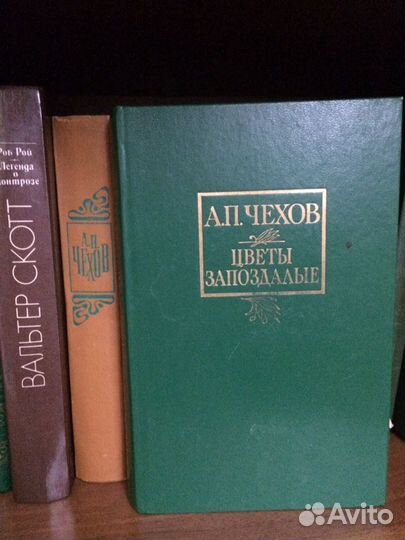 Роб Рой
Легенда
о
Монтрозе
ВАЛЬТЕР СКОТТ
А.П.
ЧЕХОВ
А.П. ЧЕХОВ
ЦВЕТЫ
ЗАПОЗДАЛЫЕ
Avito